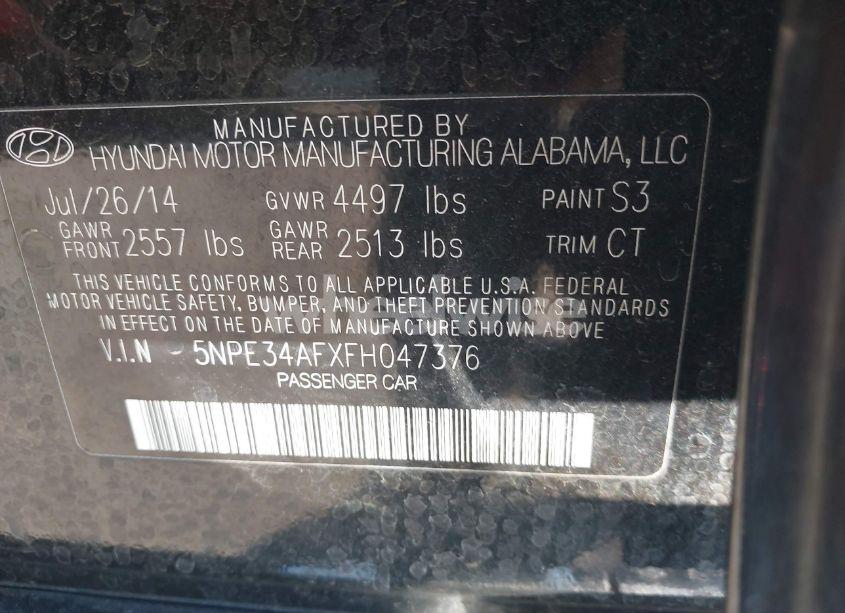 MANUFACTURED BY
HYUNDAI MOTOR MANUFACTURING ALABAMA, LLC
Jul/26/14 GVWR 4497 lbs PAINT S3
GAWR FRONT 2557 lbs GAWR REAR 2513 lbs TRIM CT
THIS VEHICLE CONFORMS TO ALL APPLICABLE U.S.A. FEDERAL
MOTOR VEHICLE SAFETY, BUMPER, AND THEFT PREVENTION STANDARDS
IN EFFECT ON THE DATE OF MANUFACTURE SHOWN ABOVE
V.I.N - 5NPE34AFXFH047376
PASSENGER CAR